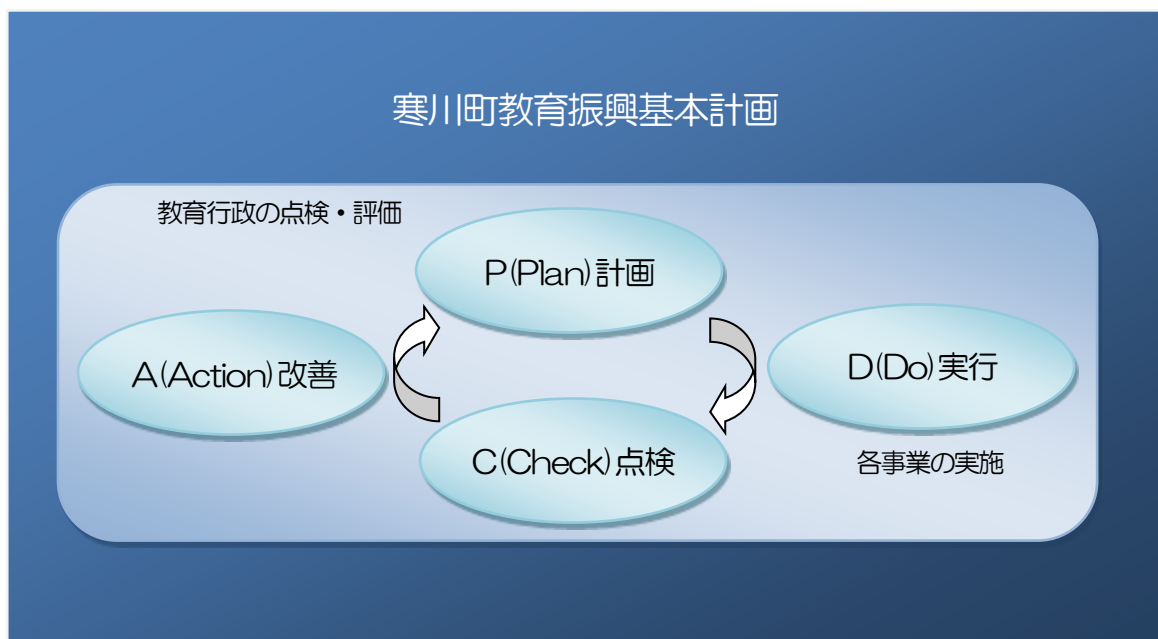 寒川町教育振興基本計画
教育行政の点検・評価
P(Plan)計画
A(Action)改善
D(Do)実行
C(Check)点検
各事業の実施